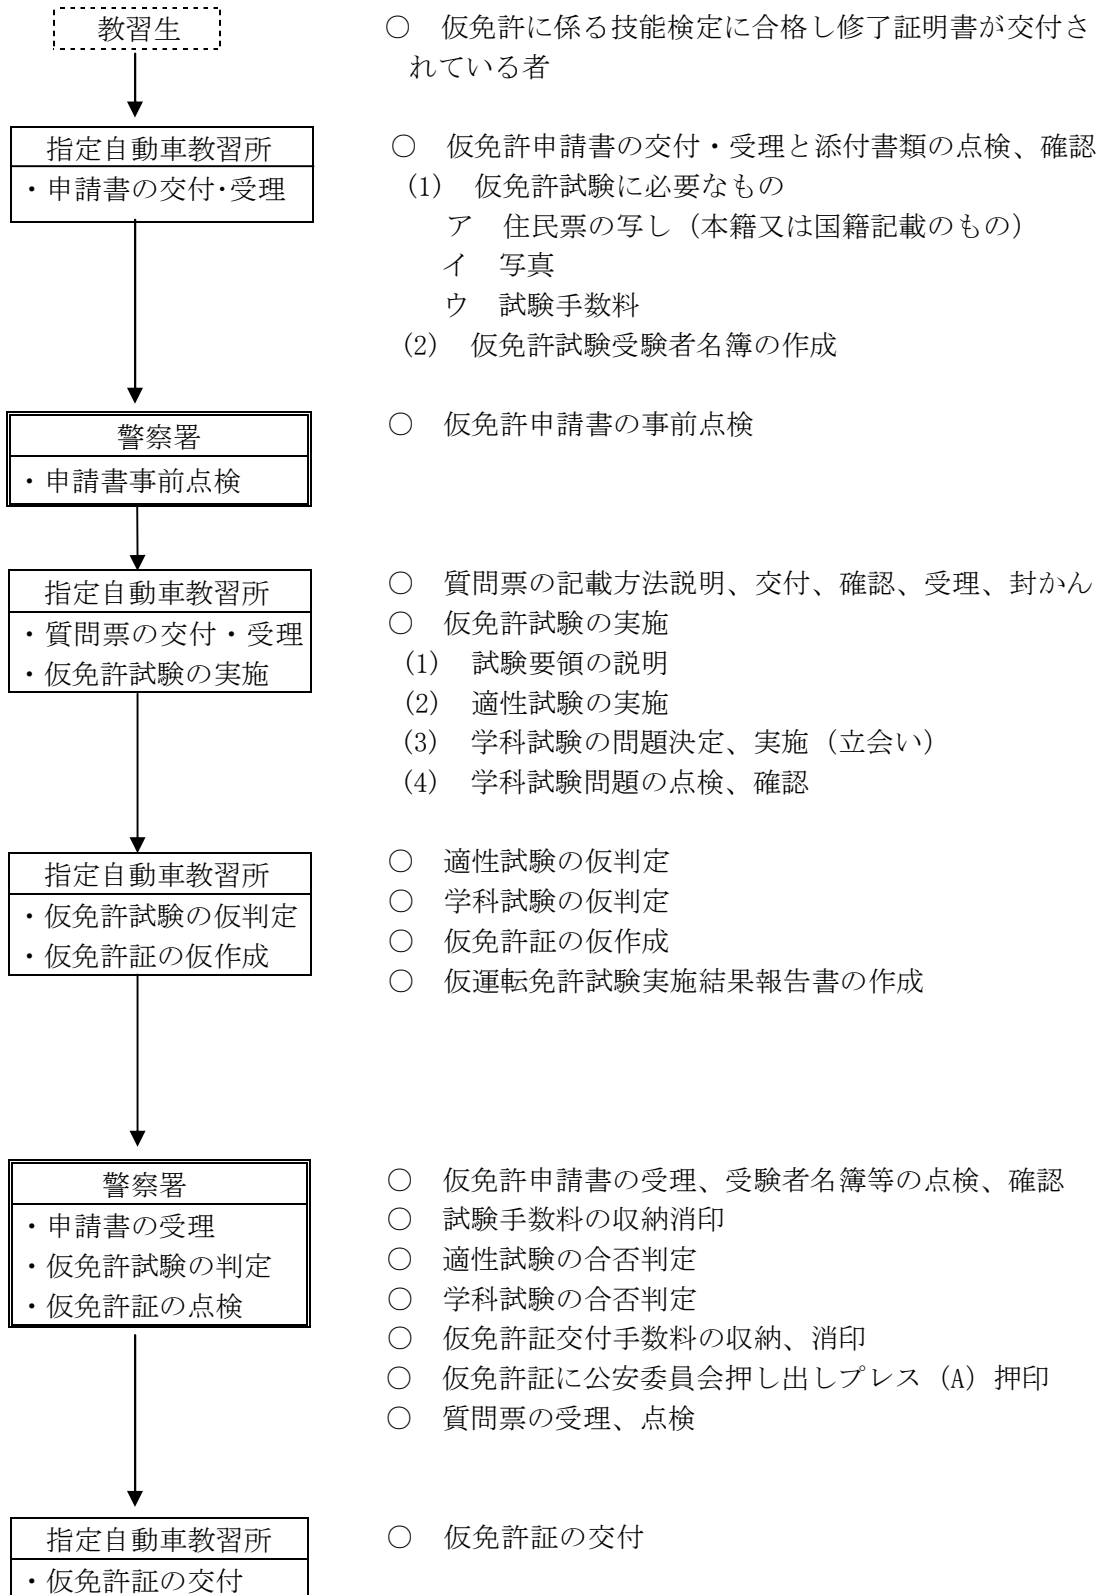 教習生
○ 仮免許に係る技能検定に合格し修了証明書が交付さ
れている者
指定自動車教習所
・申請書の交付・受理
○ 仮免許申請書の交付・受理と添付書類の点検、確認
(1) 仮免許試験に必要なもの
ア 住民票の写し（本籍又は国籍記載のもの）
イ 写真
ウ 試験手数料
(2) 仮免許試験受験者名簿の作成
警察署
・申請書事前点検
○ 仮免許申請書の事前点検
指定自動車教習所
・質問票の交付・受理
・仮免許試験の実施
○ 質問票の記載方法説明、交付、確認、受理、封かん
○ 仮免許試験の実施
(1) 試験要領の説明
(2) 適性試験の実施
(3) 学科試験の問題決定、実施（立会い）
(4) 学科試験問題の点検、確認
指定自動車教習所
・仮免許試験の仮判定
・仮免許証の仮作成
○ 適性試験の仮判定
○ 学科試験の仮判定
○ 仮免許証の仮作成
○ 仮運転免許試験実施結果報告書の作成
警察署
・申請書の受理
・仮免許試験の判定
・仮免許証の点検
○ 仮免許申請書の受理、受験者名簿等の点検、確認
○ 試験手数料の収納消印
○ 適性試験の合否判定
○ 学科試験の合否判定
○ 仮免許証交付手数料の収納、消印
○ 仮免許証に公安委員会押し出しプレス（A）押印
○ 質問票の受理、点検
指定自動車教習所
・仮免許証の交付
○ 仮免許証の交付